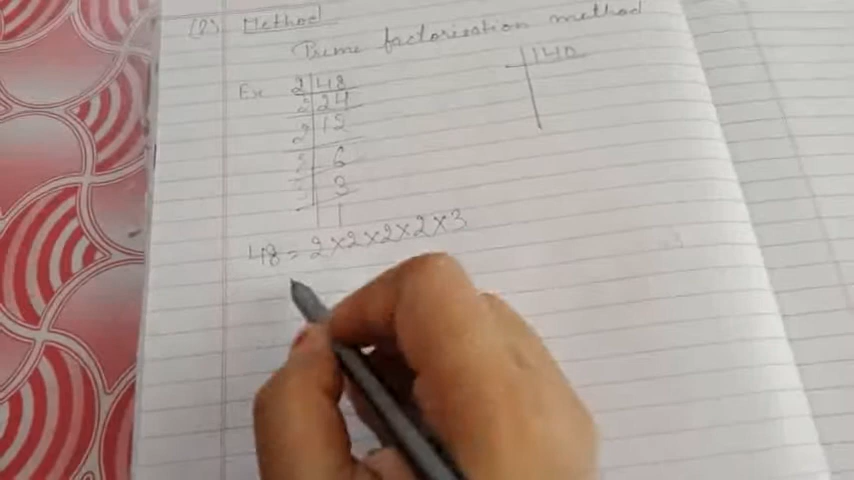 (2) Method
Prime factorisation method
Ex 2 48
2 24
2 12
2 6
3 3
1
140
48 = 2×2×2×2×3